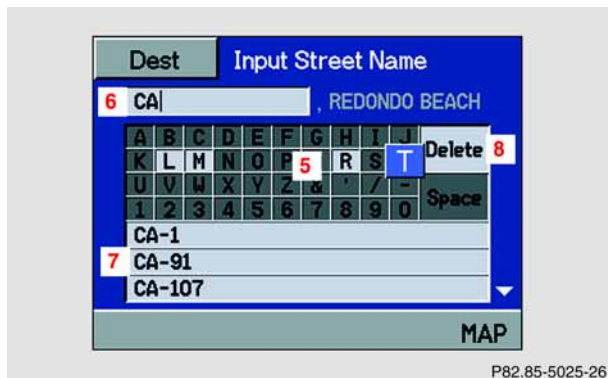 Dest Input Street Name
6 CA , REDONDO BEACH
A B C D E F G H I J
K L M N O P 5 R S T Delete 8
U V W X Y Z & ' / -
1 2 3 4 5 6 7 8 9 0 Space
CA-1
7 CA-91
CA-107
MAP
P82.85-5025-26